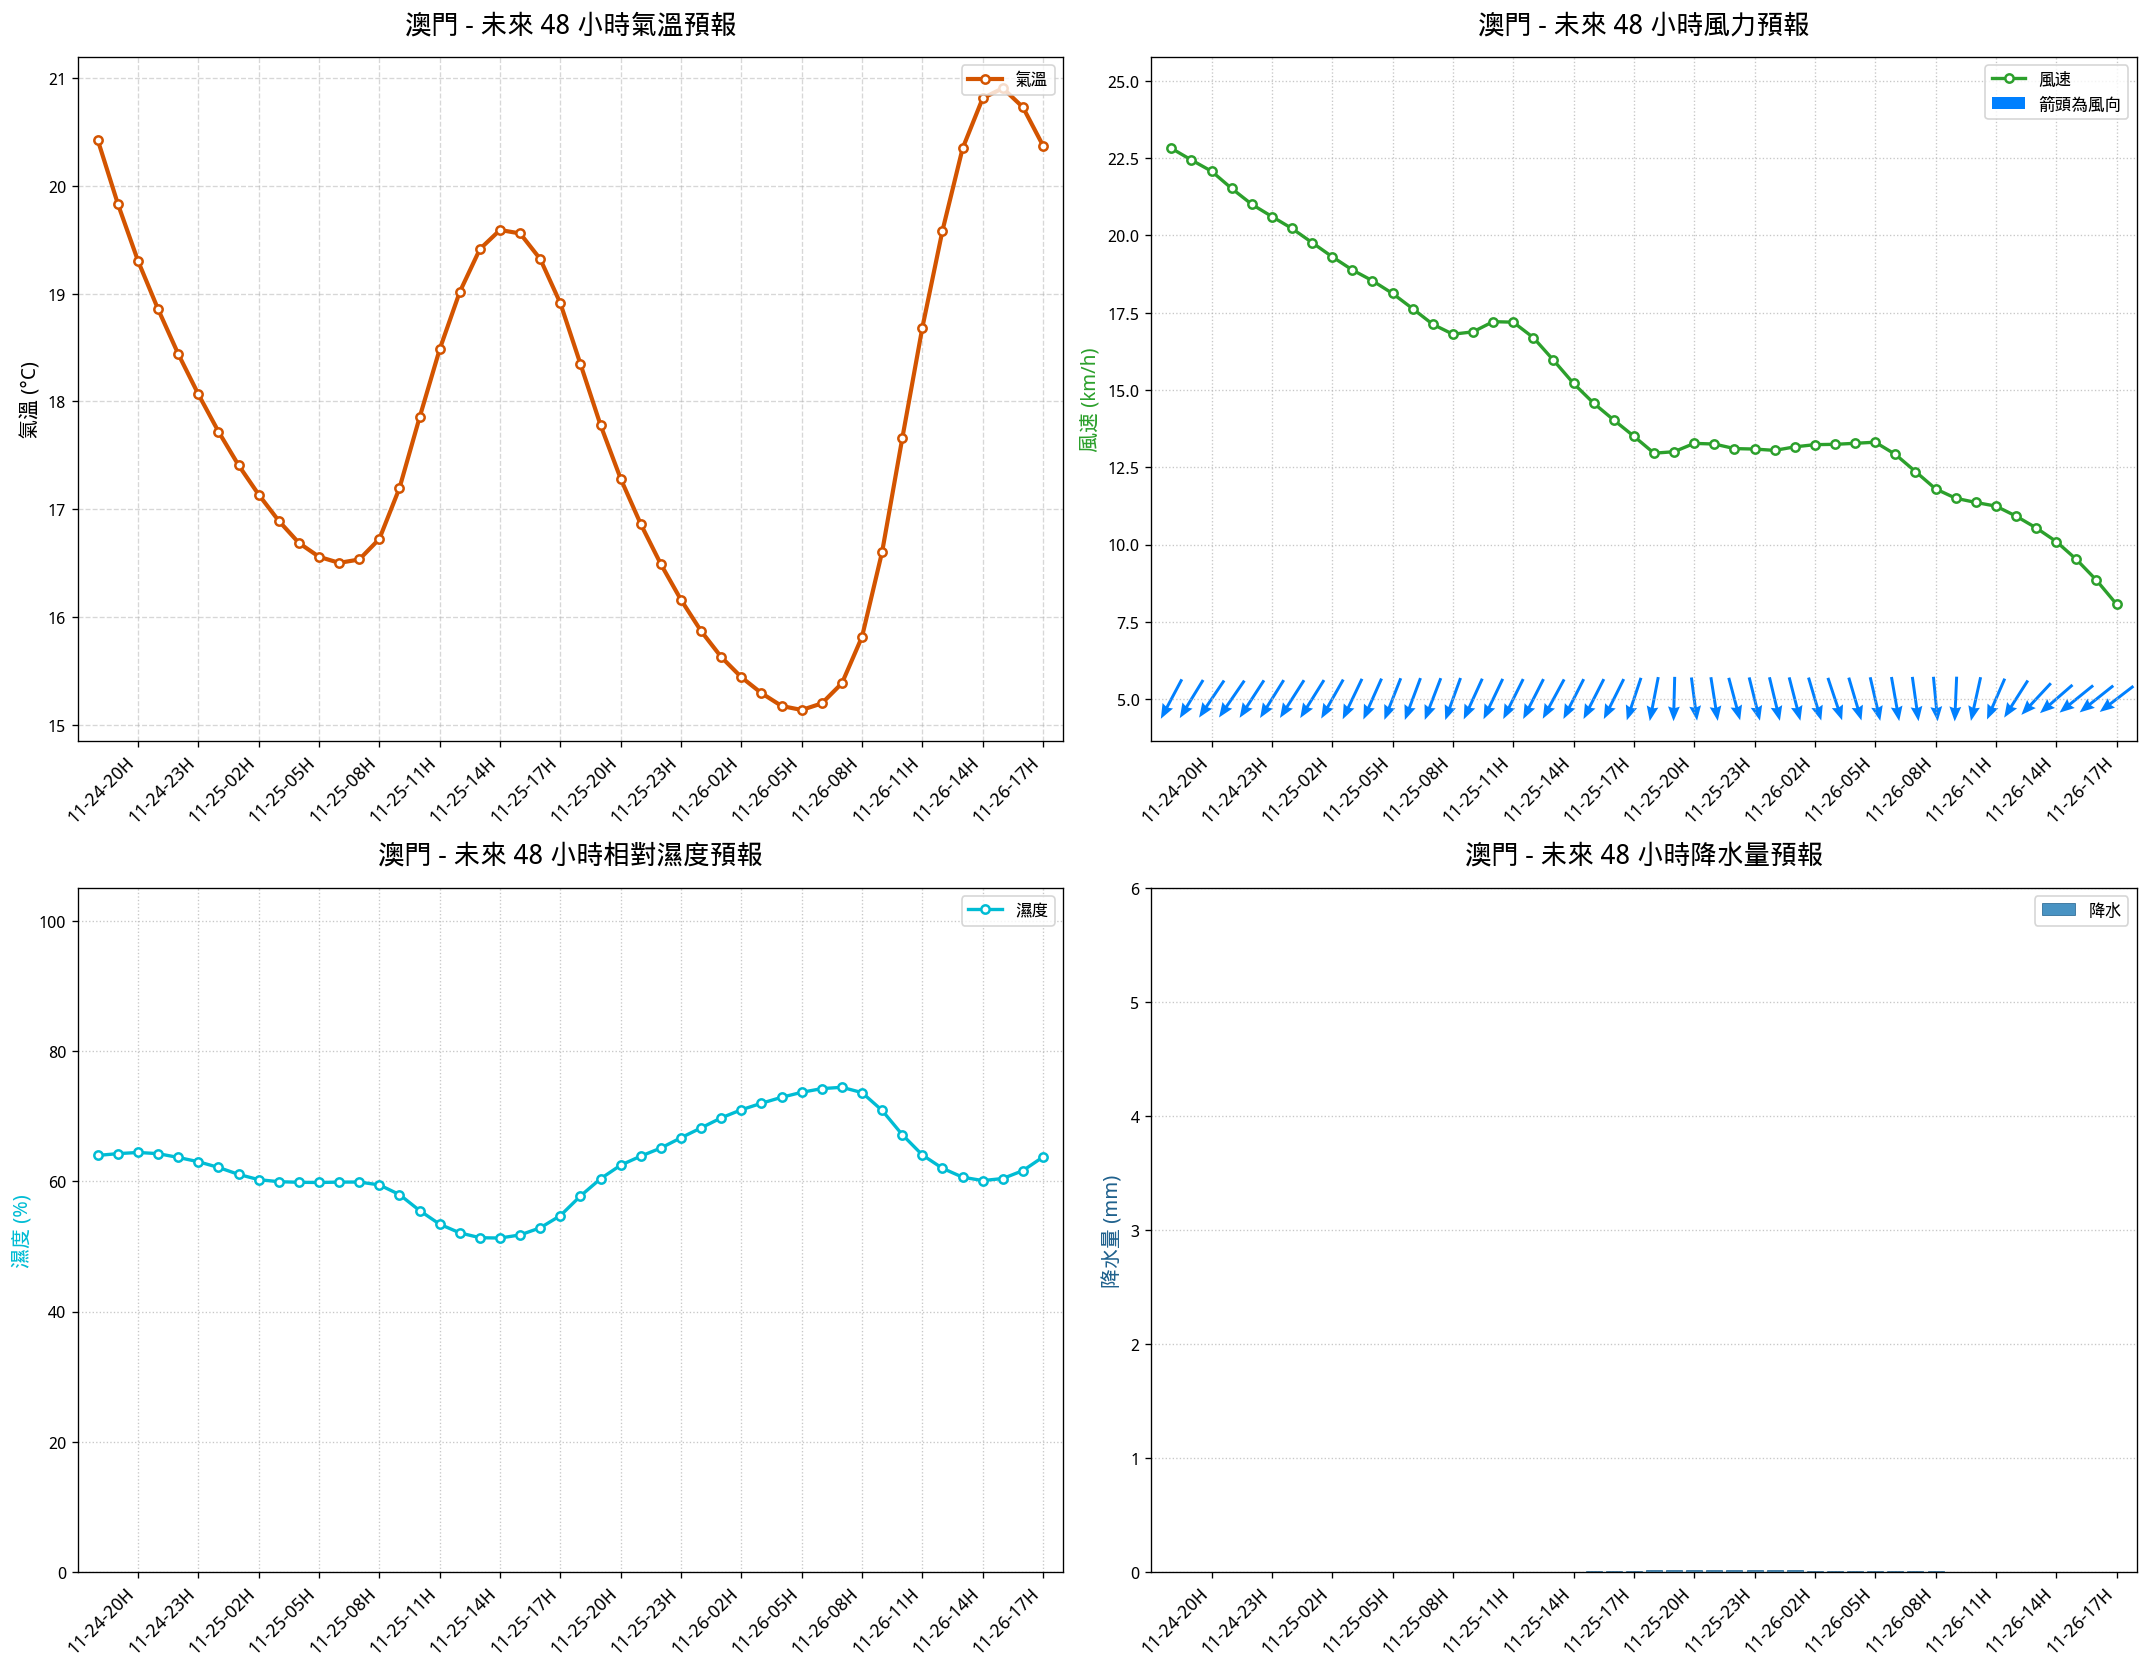 澳門 - 未來 48 小時氣溫預報
氣溫
氣溫 (°C)
21
20
19
18
17
16
15
11-24-20H
11-24-23H
11-25-02H
11-25-05H
11-25-08H
11-25-11H
11-25-14H
11-25-17H
11-25-20H
11-25-23H
11-26-02H
11-26-05H
11-26-08H
11-26-11H
11-26-14H
11-26-17H
澳門 - 未來 48 小時風力預報
風速
箭頭為風向
風速 (km/h)
25.0
22.5
20.0
17.5
15.0
12.5
10.0
7.5
5.0
11-24-20H
11-24-23H
11-25-02H
11-25-05H
11-25-08H
11-25-11H
11-25-14H
11-25-17H
11-25-20H
11-25-23H
11-26-02H
11-26-05H
11-26-08H
11-26-11H
11-26-14H
11-26-17H
澳門 - 未來 48 小時相對濕度預報
濕度
濕度 (%)
100
80
60
40
20
0
11-24-20H
11-24-23H
11-25-02H
11-25-05H
11-25-08H
11-25-11H
11-25-14H
11-25-17H
11-25-20H
11-25-23H
11-26-02H
11-26-05H
11-26-08H
11-26-11H
11-26-14H
11-26-17H
澳門 - 未來 48 小時降水量預報
降水
降水量 (mm)
6
5
4
3
2
1
0
11-24-20H
11-24-23H
11-25-02H
11-25-05H
11-25-08H
11-25-11H
11-25-14H
11-25-17H
11-25-20H
11-25-23H
11-26-02H
11-26-05H
11-26-08H
11-26-11H
11-26-14H
11-26-17H